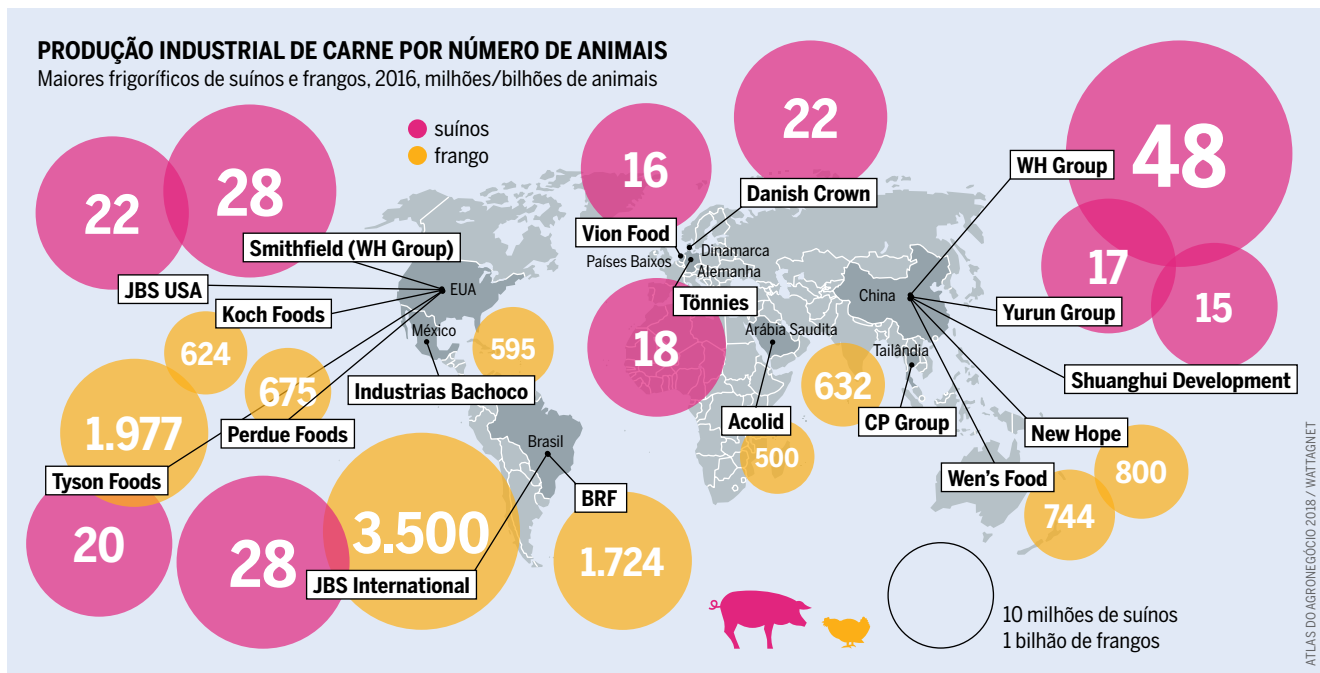 PRODUÇÃO INDUSTRIAL DE CARNE POR NÚMERO DE ANIMAIS
Maiores frigoríficos de suínos e frangos, 2016, milhões/bilhões de animais
suínos
frango
22
28
Smithfield (WH Group)
JBS USA
EUA
Koch Foods
México
624
675
595
Industrias Bachoco
1.977
Perdue Foods
Tyson Foods
20
28
3.500
JBS International
Brasil
BRF
1.724
16
22
Danish Crown
Vion Food
Dinamarca
Países Baixos
Alemanha
Tönnies
18
Arábia Saudita
Acolid
500
632
Tailândia
CP Group
China
WH Group
48
17
15
Yurun Group
Shuanghui Development
New Hope
Wen's Food
800
744
10 milhões de suínos
1 bilhão de frangos
ATLAS DO AGRONEGÓCIO 2018 / WATTAGNET